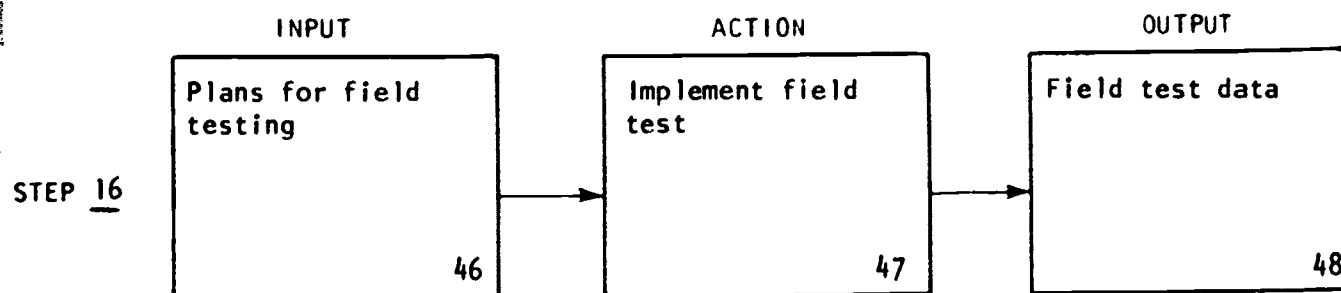 INPUT
ACTION
OUTPUT
Plans for field
testing
Implement field
test
Field test data
STEP 16
46
47
48